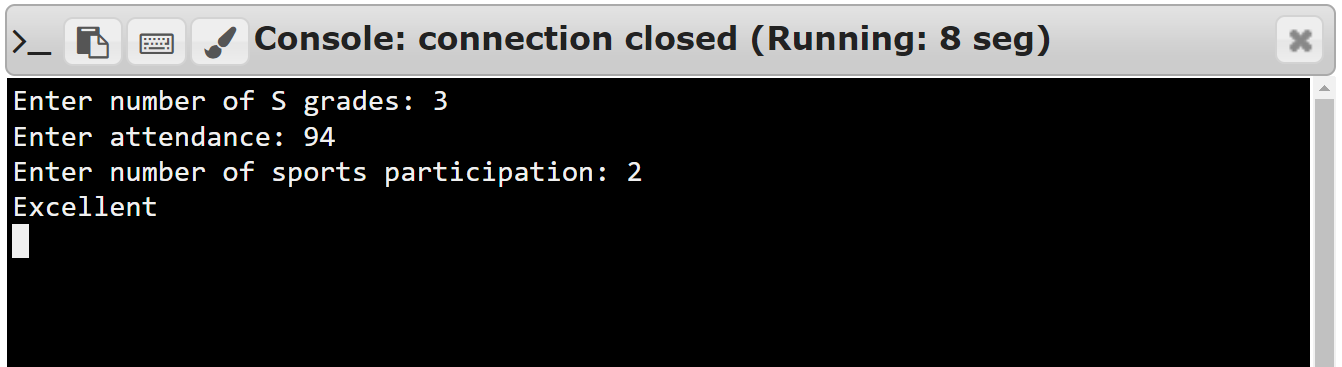 >_ Console: connection closed (Running: 8 seg)
Enter number of S grades: 3
Enter attendance: 94
Enter number of sports participation: 2
Excellent